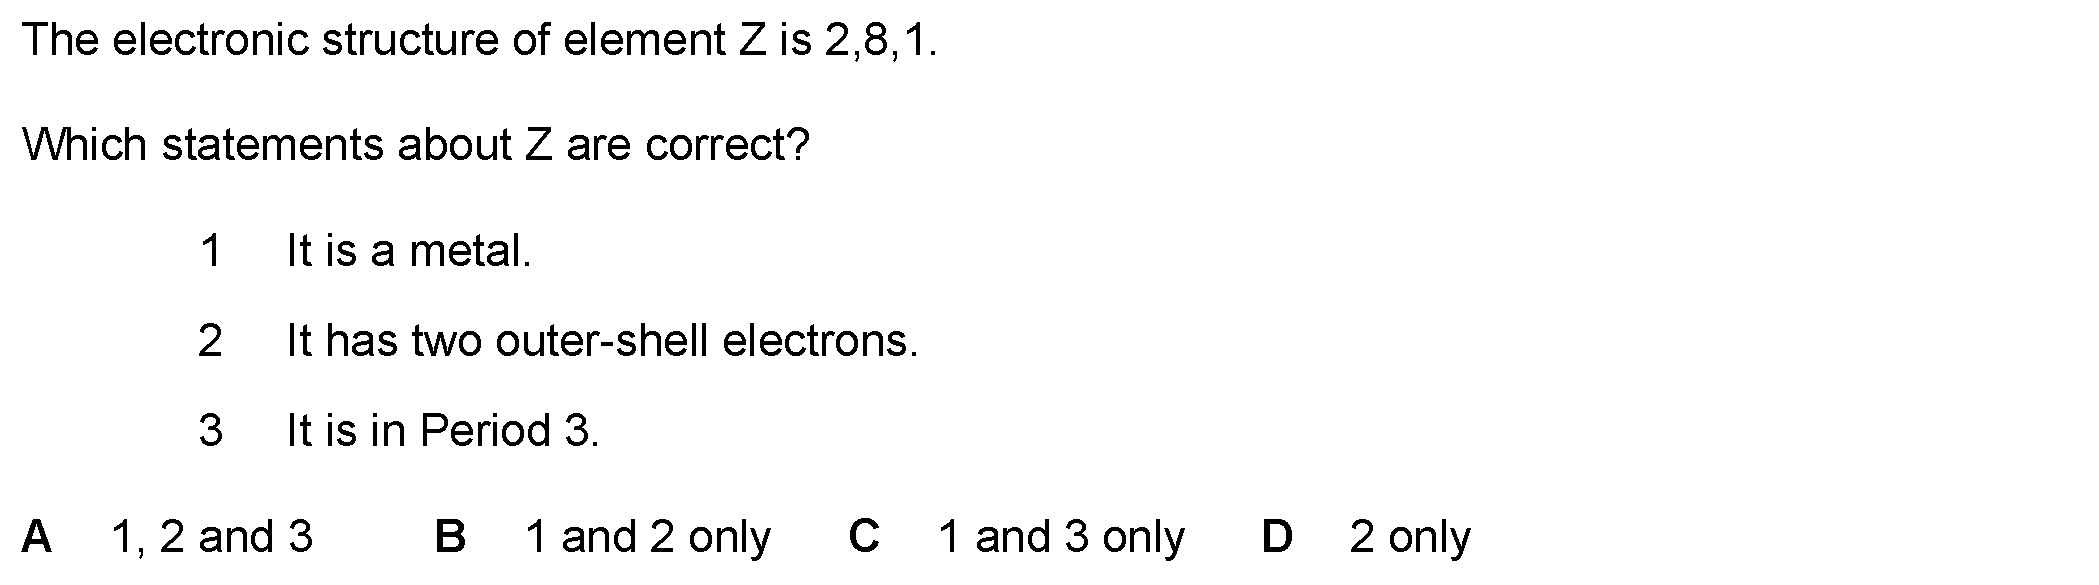 The electronic structure of element Z is 2,8,1.
Which statements about Z are correct?
1 It is a metal.
2 It has two outer-shell electrons.
3 It is in Period 3.
A 1, 2 and 3 B 1 and 2 only C 1 and 3 only D 2 only